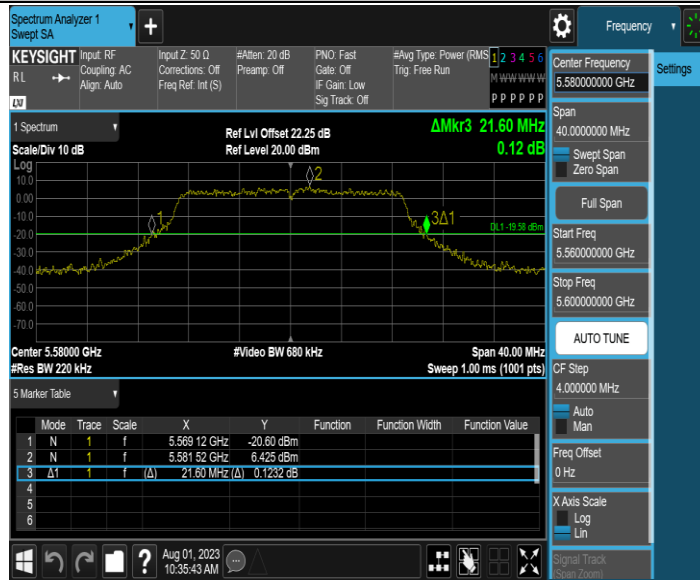 Spectrum Analyzer 1
Swept SA
+
Frequency
KEYSIGHT
RL
LXI
Input: RF
Coupling: AC
Align: Auto
Input Z: 50 Ω
Corrections: Off
Freq Ref: Int (S)
#Atten: 20 dB
Preamp: Off
PNO: Fast
Gate: Off
IF Gain: Low
Sig Track: Off
#Avg Type: Power (RMS
Trig: Free Run
1 2 3 4 5 6
M W W W W W
P P P P P P
1 Spectrum
Scale/Div 10 dB
Ref Lvl Offset 22.25 dB
Ref Level 20.00 dBm
ΔMkr3 21.60 MHz
0.12 dB
Log
10.0
0.00
-10.0
-20.0
-30.0
-40.0
-50.0
-60.0
-70.0
1
2
3Δ1
DL1 -19.58 dBm
Center 5.58000 GHz
#Res BW 220 kHz
#Video BW 680 kHz
Span 40.00 MHz
Sweep 1.00 ms (1001 pts)
5 Marker Table
Mode Trace Scale X Y Function Function Width Function Value
1 N 1 f 5.569 12 GHz -20.60 dBm
2 N 1 f 5.581 52 GHz 6.425 dBm
3 Δ1 1 f (Δ) 21.60 MHz (Δ) 0.1232 dB
4
5
6
Center Frequency
5.580000000 GHz
Settings
Span
40.0000000 MHz
Swept Span
Zero Span
Full Span
Start Freq
5.560000000 GHz
Stop Freq
5.600000000 GHz
AUTO TUNE
CF Step
4.000000 MHz
Auto
Man
Freq Offset
0 Hz
X Axis Scale
Log
Lin
Signal Track
(Span Zoom)
?
Aug 01, 2023
10:35:43 AM